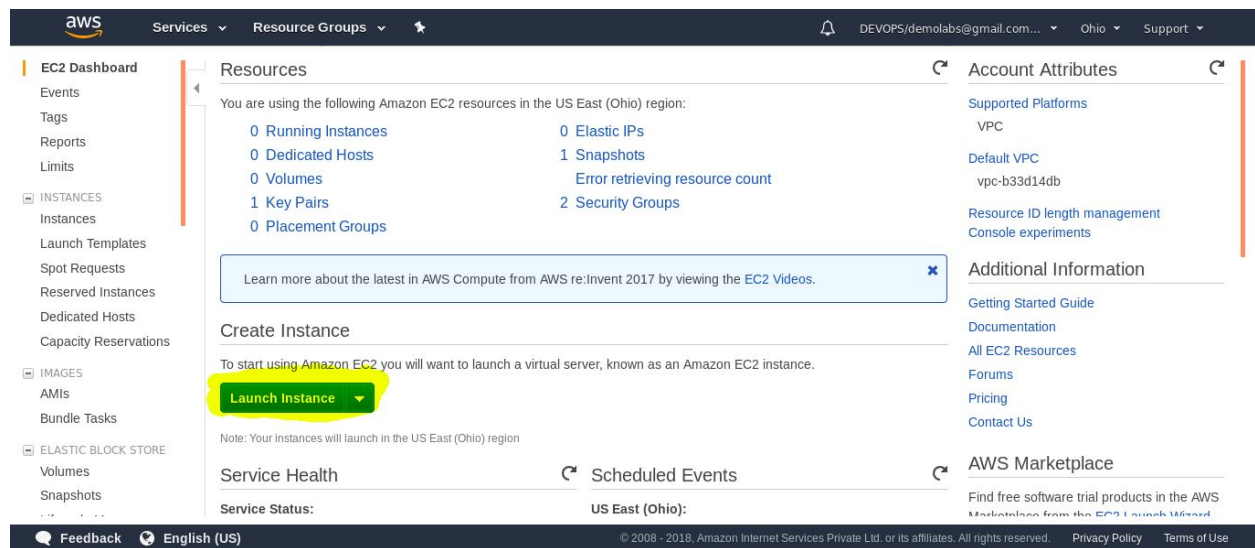 aws Services Resource Groups DEVOPS/demolabs@gmail.com... Ohio Support
EC2 Dashboard
Events
Tags
Reports
Limits
INSTANCES
Instances
Launch Templates
Spot Requests
Reserved Instances
Dedicated Hosts
Capacity Reservations
IMAGES
AMIs
Bundle Tasks
ELASTIC BLOCK STORE
Volumes
Snapshots
Resources
You are using the following Amazon EC2 resources in the US East (Ohio) region:
0 Running Instances
0 Dedicated Hosts
0 Volumes
1 Key Pairs
0 Placement Groups
0 Elastic IPs
1 Snapshots
Error retrieving resource count
2 Security Groups
Learn more about the latest in AWS Compute from AWS re:Invent 2017 by viewing the EC2 Videos.
Create Instance
To start using Amazon EC2 you will want to launch a virtual server, known as an Amazon EC2 instance.
Launch Instance
Note: Your instances will launch in the US East (Ohio) region
Service Health
Service Status:
Scheduled Events
US East (Ohio):
Account Attributes
Supported Platforms
VPC
Default VPC
vpc-b33d14db
Resource ID length management
Console experiments
Additional Information
Getting Started Guide
Documentation
All EC2 Resources
Forums
Pricing
Contact Us
AWS Marketplace
Find free software trial products in the AWS
Marketplace from the EC2 Launch Wizard
Feedback English (US) © 2008 - 2018, Amazon Internet Services Private Ltd. or its affiliates. All rights reserved. Privacy Policy Terms of Use